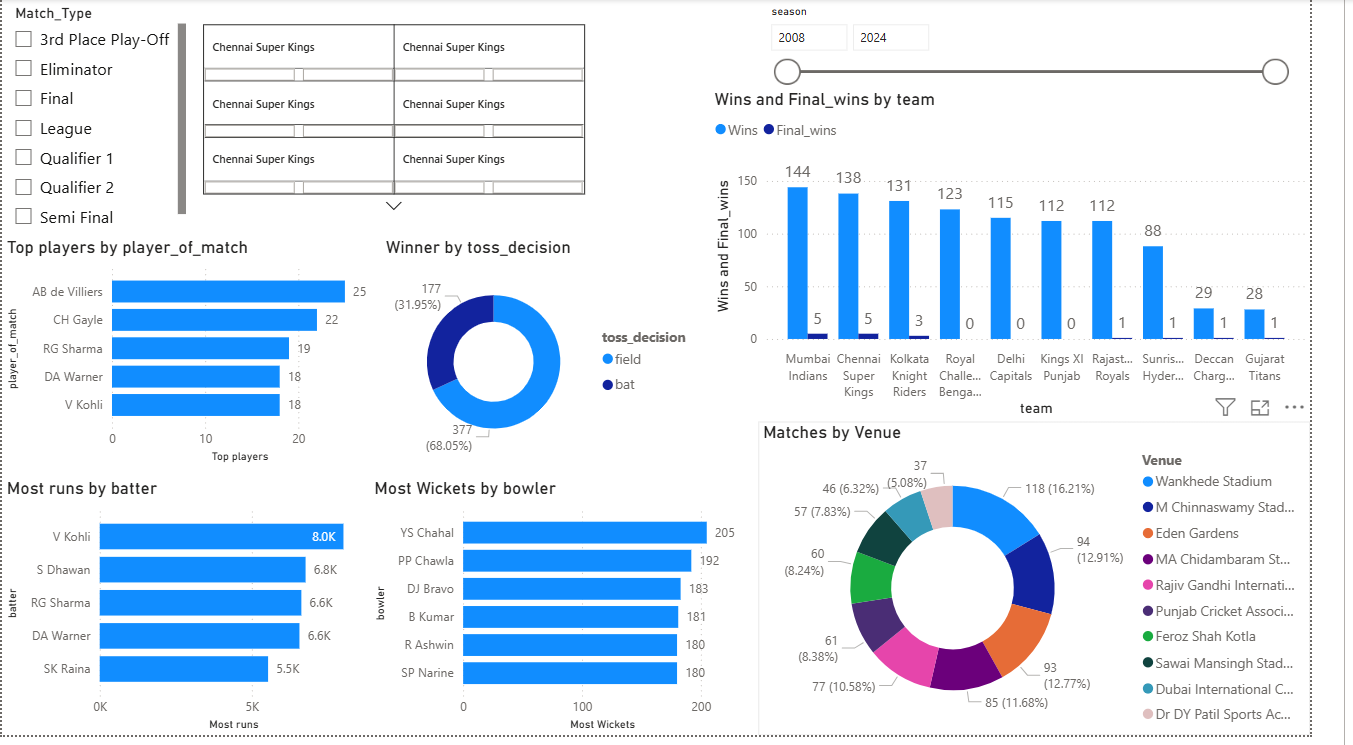 Match_Type
3rd Place Play-Off
Eliminator
Final
League
Qualifier 1
Qualifier 2
Semi Final
Chennai Super Kings
Chennai Super Kings
Chennai Super Kings
Chennai Super Kings
Chennai Super Kings
Chennai Super Kings
season
2008
2024
Wins and Final_wins by team
Wins
Final_wins
Wins and Final_wins
150
100
50
0
144
138
131
123
115
112
112
88
29
28
5
5
3
0
0
0
1
1
1
1
Mumbai
Indians
Chennai
Super
Kings
Kolkata
Knight
Riders
Royal
Challe...
Benga...
Delhi
Capitals
Kings XI
Punjab
Rajast...
Royals
Sunris...
Hyder...
Deccan
Charg...
Gujarat
Titans
team
Top players by player_of_match
player_of_match
AB de Villiers
25
CH Gayle
22
RG Sharma
19
DA Warner
18
V Kohli
18
0
10
20
Top players
Winner by toss_decision
177
(31.95%)
377
(68.05%)
toss_decision
field
bat
Most runs by batter
batter
V Kohli
8.0K
S Dhawan
6.8K
RG Sharma
6.6K
DA Warner
6.6K
SK Raina
5.5K
0K
5K
Most runs
Most Wickets by bowler
bowler
YS Chahal
205
PP Chawla
192
DJ Bravo
183
B Kumar
181
R Ashwin
180
SP Narine
180
0
100
200
Most Wickets
Matches by Venue
118 (16.21%)
94
(12.91%)
93
(12.77%)
85 (11.68%)
77 (10.58%)
61
(8.38%)
60
(8.24%)
57 (7.83%)
46 (6.32%)
37
(5.08%)
Venue
Wankhede Stadium
M Chinnaswamy Stad...
Eden Gardens
MA Chidambaram St...
Rajiv Gandhi Internati...
Punjab Cricket Associ...
Feroz Shah Kotla
Sawai Mansingh Stad...
Dubai International C...
Dr DY Patil Sports Ac...